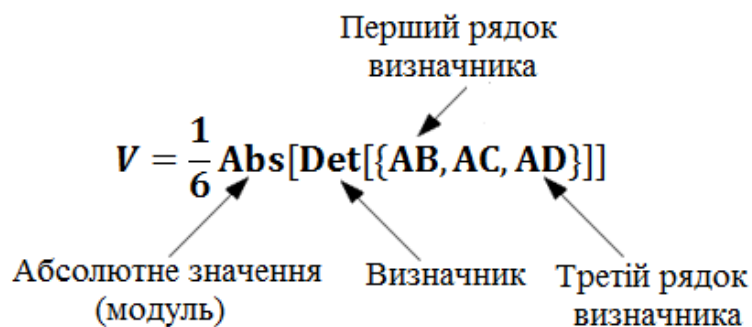 Перший рядок
визначника
V = 1/6 Abs[Det[{AB, AC, AD}]]
Абсолютне значення
(модуль)
Визначник
Третій рядок
визначника